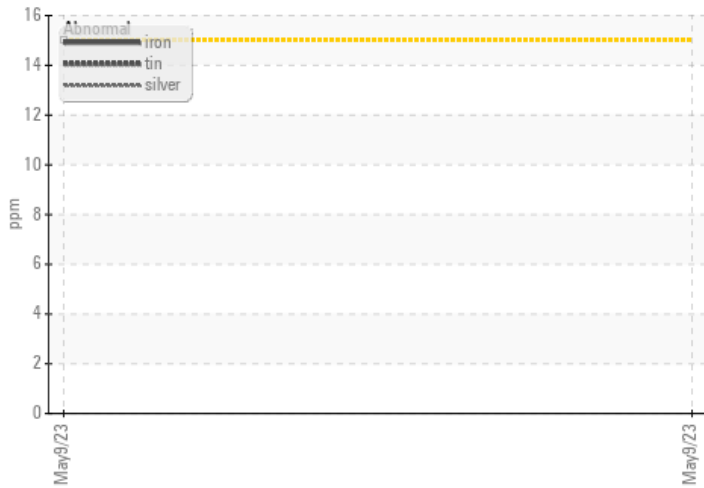 16
Abnormal
iron
tin
silver
14
12
10
8
6
4
2
0
ppm
May9/23
May9/23